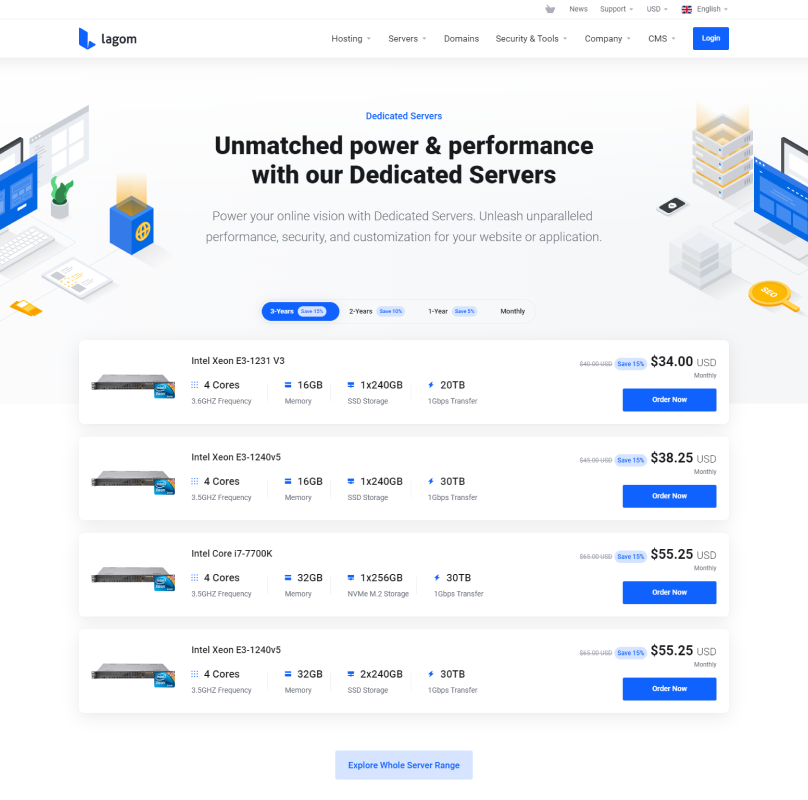 News Support USD English
lagom Hosting Servers Domains Security & Tools Company CMS Login
Dedicated Servers
Unmatched power & performance
with our Dedicated Servers
Power your online vision with Dedicated Servers. Unleash unparalleled
performance, security, and customization for your website or application.
SEO
3-Years Save 15% 2-Years Save 10% 1-Year Save 5% Monthly
Intel Xeon E3-1231 V3
$40.00 USD Save 15% $34.00 USD
Monthly
4 Cores 16GB 1x240GB 20TB
3.6GHZ Frequency Memory SSD Storage 1Gbps Transfer
Order Now
Intel Xeon E3-1240v5
$45.00 USD Save 15% $38.25 USD
Monthly
4 Cores 16GB 1x240GB 30TB
3.5GHZ Frequency Memory SSD Storage 1Gbps Transfer
Order Now
Intel Core i7-7700K
$65.00 USD Save 15% $55.25 USD
Monthly
4 Cores 32GB 1x256GB 30TB
3.5GHZ Frequency Memory NVMe M.2 Storage 1Gbps Transfer
Order Now
Intel Xeon E3-1240v5
$65.00 USD Save 15% $55.25 USD
Monthly
4 Cores 32GB 2x240GB 30TB
3.5GHZ Frequency Memory SSD Storage 1Gbps Transfer
Order Now
Explore Whole Server Range